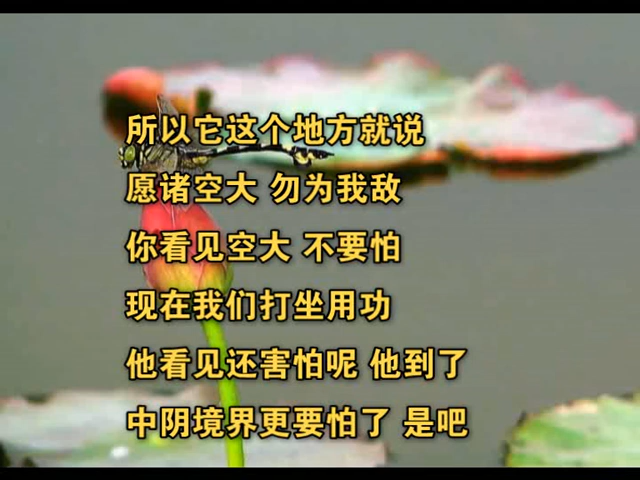 所以它这个地方就说
愿诸空大 勿为我敌
你看见空大 不要怕
现在我们打坐用功
他看见还害怕呢 他到了
中阴境界更要怕了 是吧